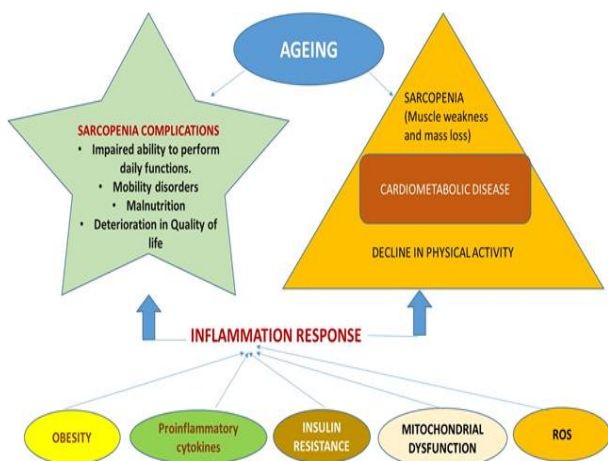 AGEING
SARCOPENIA COMPLICATIONS
• Impaired ability to perform
daily functions.
• Mobility disorders
• Malnutrition
• Deterioration in Quality of
life
SARCOPENIA
(Muscle weakness
and mass loss)
CARDIOMETABOLIC DISEASE
DECLINE IN PHYSICAL ACTIVITY
INFLAMMATION RESPONSE
OBESITY
Proinflammatory
cytokines
INSULIN
RESISTANCE
MITOCHONDRIAL
DYSFUNCTION
ROS